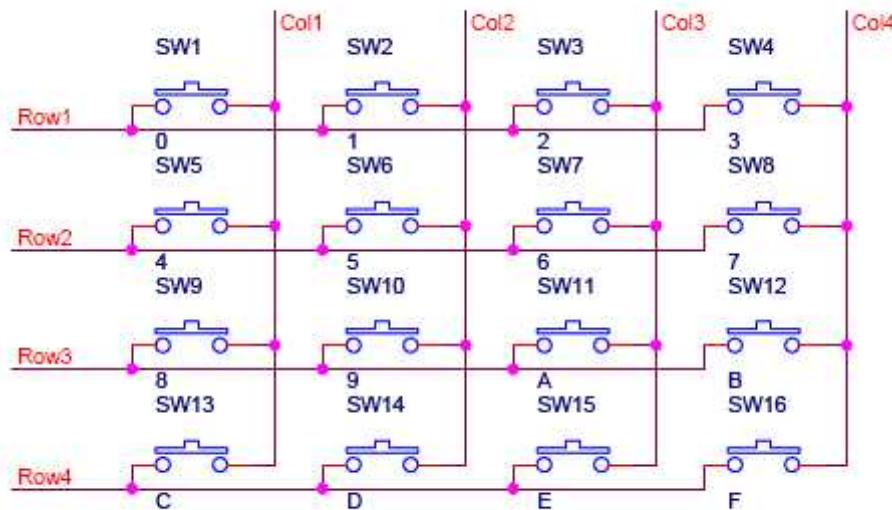 Col1 Col2 Col3 Col4
SW1 SW2 SW3 SW4
Row1
0 1 2 3
SW5 SW6 SW7 SW8
Row2
4 5 6 7
SW9 SW10 SW11 SW12
Row3
8 9 A B
SW13 SW14 SW15 SW16
Row4
C D E F